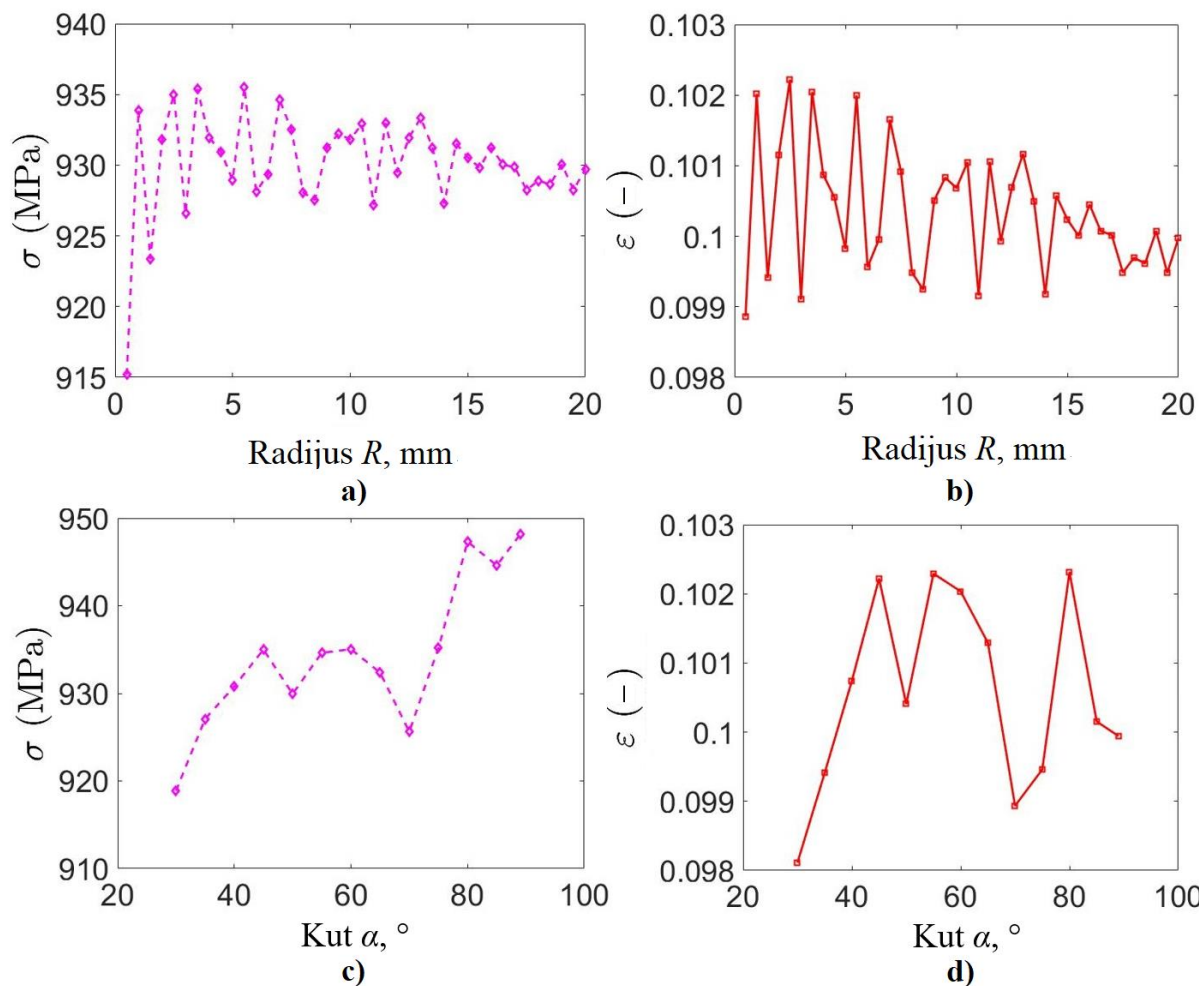 940
935
930
925
920
915
σ (MPa)
0 5 10 15 20
Radijus R, mm
a)
0.103
0.102
0.101
0.1
0.099
0.098
ε (−)
0 5 10 15 20
Radijus R, mm
b)
950
940
930
920
910
σ (MPa)
20 40 60 80 100
Kut α, °
c)
0.103
0.102
0.101
0.1
0.099
0.098
ε (−)
20 40 60 80 100
Kut α, °
d)